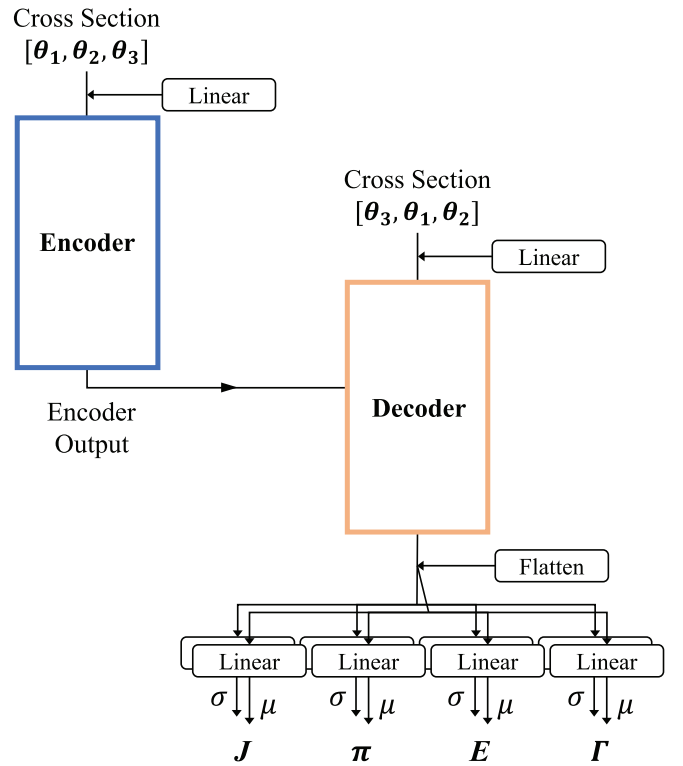 Cross Section
[θ₁, θ₂, θ₃]
Linear
Encoder
Encoder
Output
Cross Section
[θ₃, θ₁, θ₂]
Linear
Decoder
Flatten
Linear Linear Linear Linear
σ μ σ μ σ μ σ μ
J π E Γ